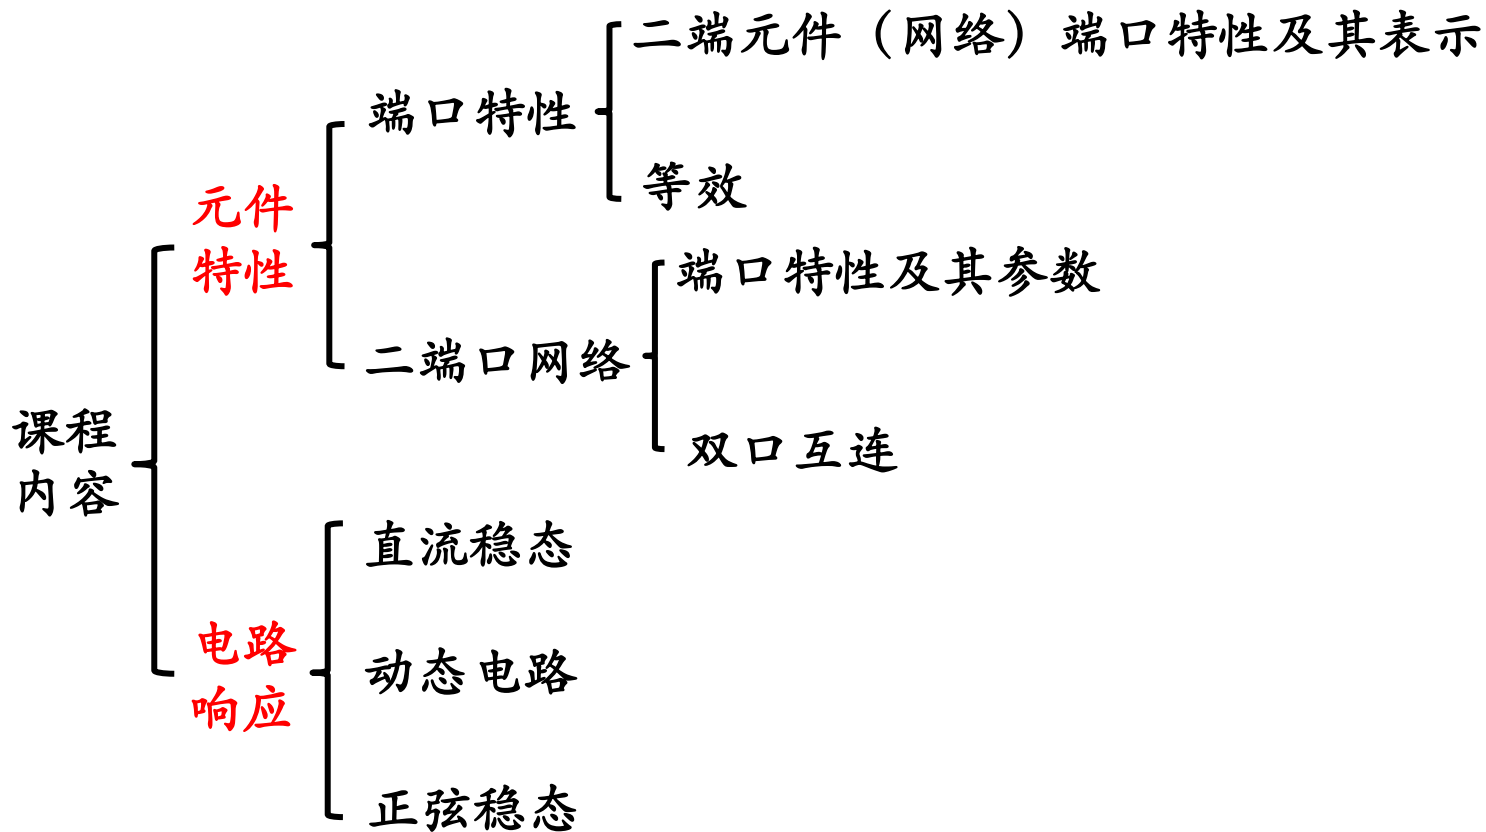 二端元件（网络）端口特性及其表示
端口特性
等效
元件
特性
端口特性及其参数
二端口网络
双口互连
课程
内容
直流稳态
电路
响应
动态电路
正弦稳态